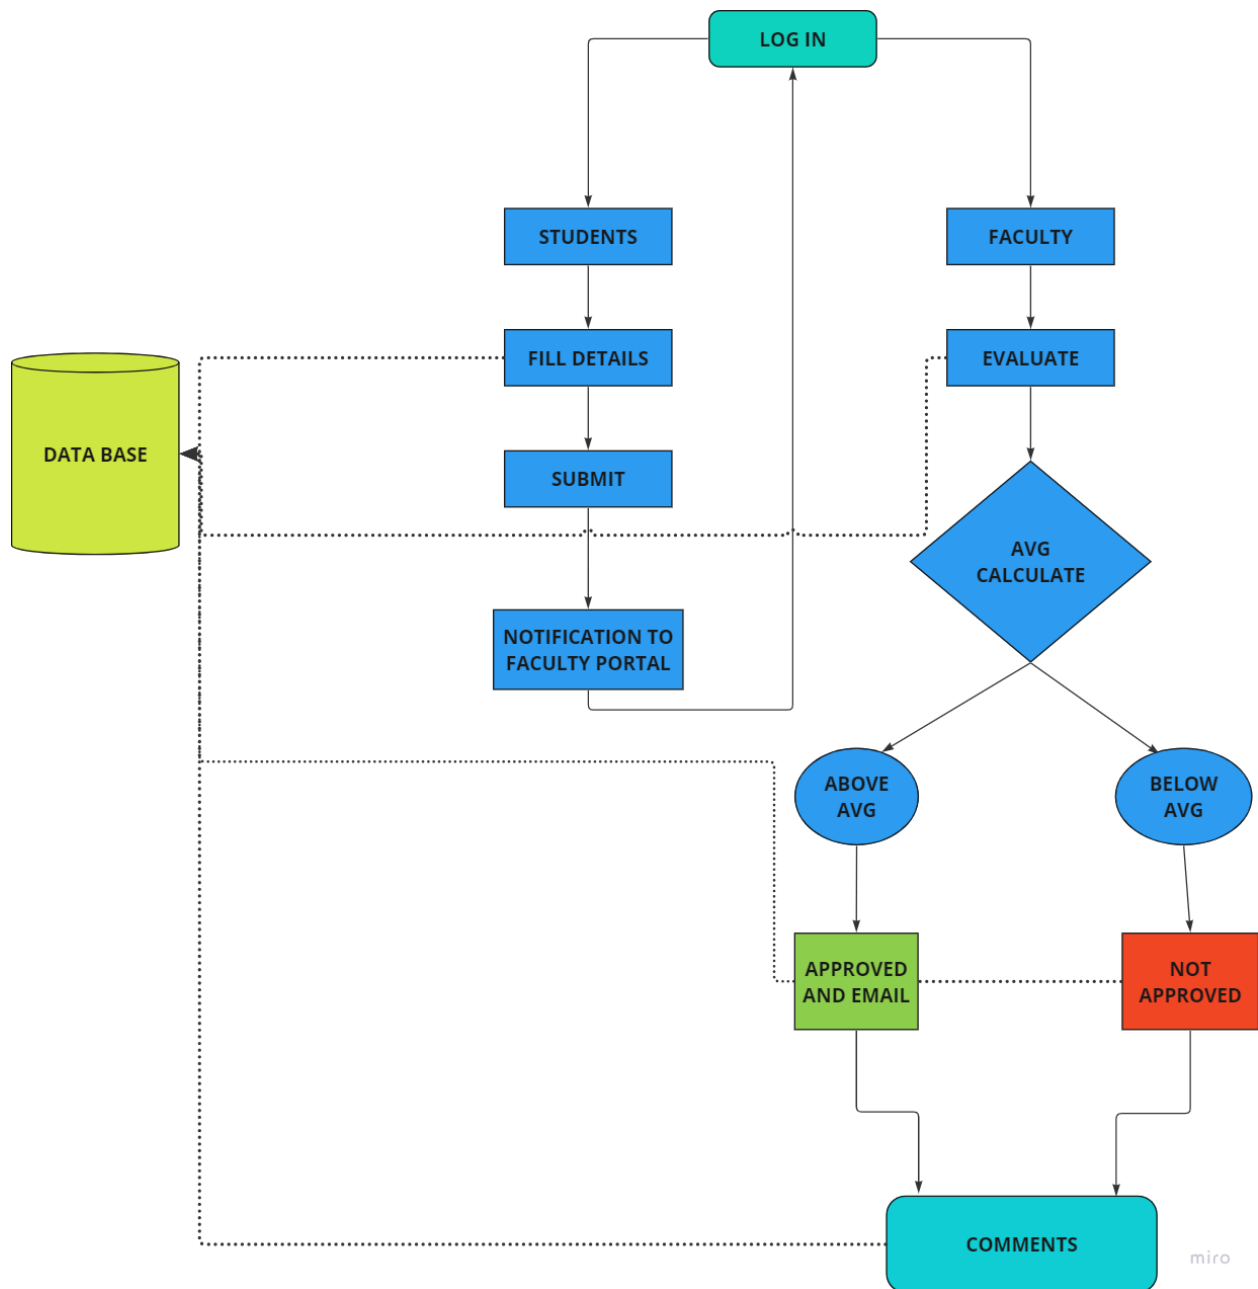 LOG IN
STUDENTS
FACULTY
FILL DETAILS
EVALUATE
DATA BASE
SUBMIT
AVG
CALCULATE
NOTIFICATION TO
FACULTY PORTAL
ABOVE
AVG
BELOW
AVG
APPROVED
AND EMAIL
NOT
APPROVED
COMMENTS
miro